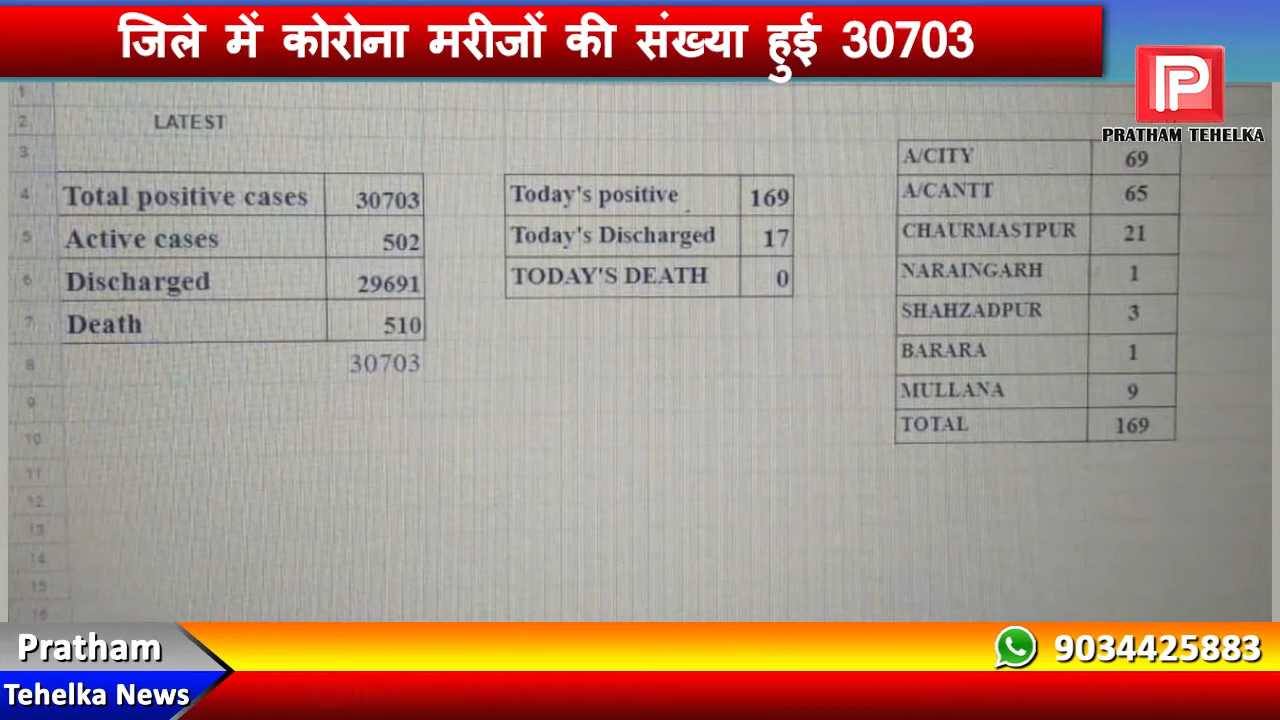 जिले में कोरोना मरीजों की संख्या हुई 30703
P
PRATHAM TEHELKA
1
2 LATEST
3
4 Total positive cases 30703
5 Active cases 502
6 Discharged 29691
7 Death 510
8 30703
9
10
11
12
13
14
15
16
Today's positive 169
Today's Discharged 17
TODAY'S DEATH 0
A/CITY 69
A/CANTT 65
CHAURMASTPUR 21
NARAINGARH 1
SHAHZADPUR 3
BARARA 1
MULLANA 9
TOTAL 169
Pratham
Tehelka News
9034425883